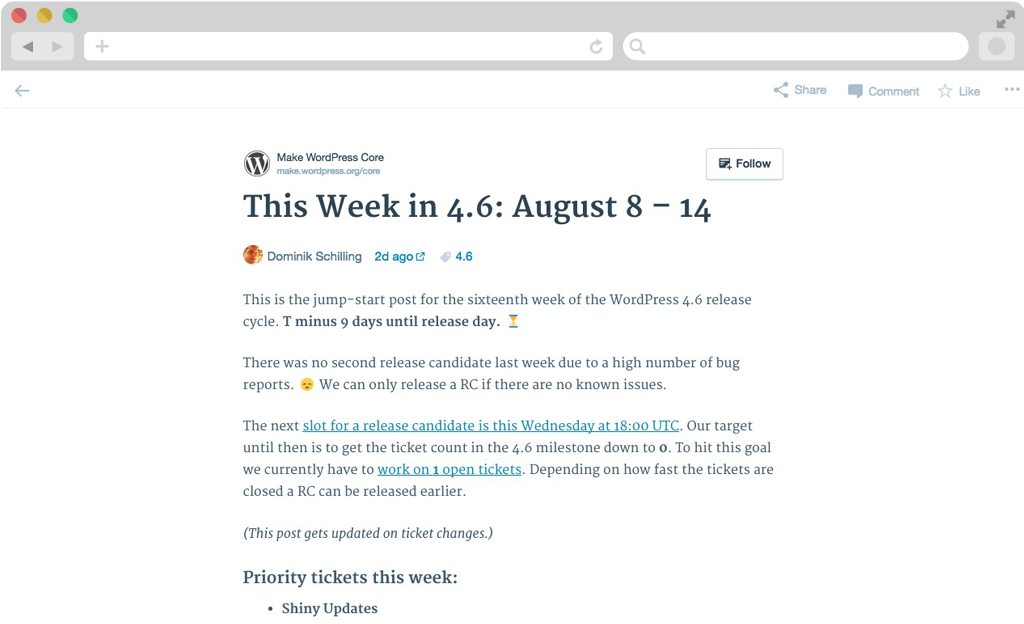 Share Comment Like
Make WordPress Core
make.wordpress.org/core
Follow
This Week in 4.6: August 8 – 14
Dominik Schilling 2d ago 4.6
This is the jump-start post for the sixteenth week of the WordPress 4.6 release
cycle. T minus 9 days until release day. ⏳
There was no second release candidate last week due to a high number of bug
reports. 😞 We can only release a RC if there are no known issues.
The next slot for a release candidate is this Wednesday at 18:00 UTC. Our target
until then is to get the ticket count in the 4.6 milestone down to 0. To hit this goal
we currently have to work on 1 open tickets. Depending on how fast the tickets are
closed a RC can be released earlier.
(This post gets updated on ticket changes.)
Priority tickets this week:
• Shiny Updates